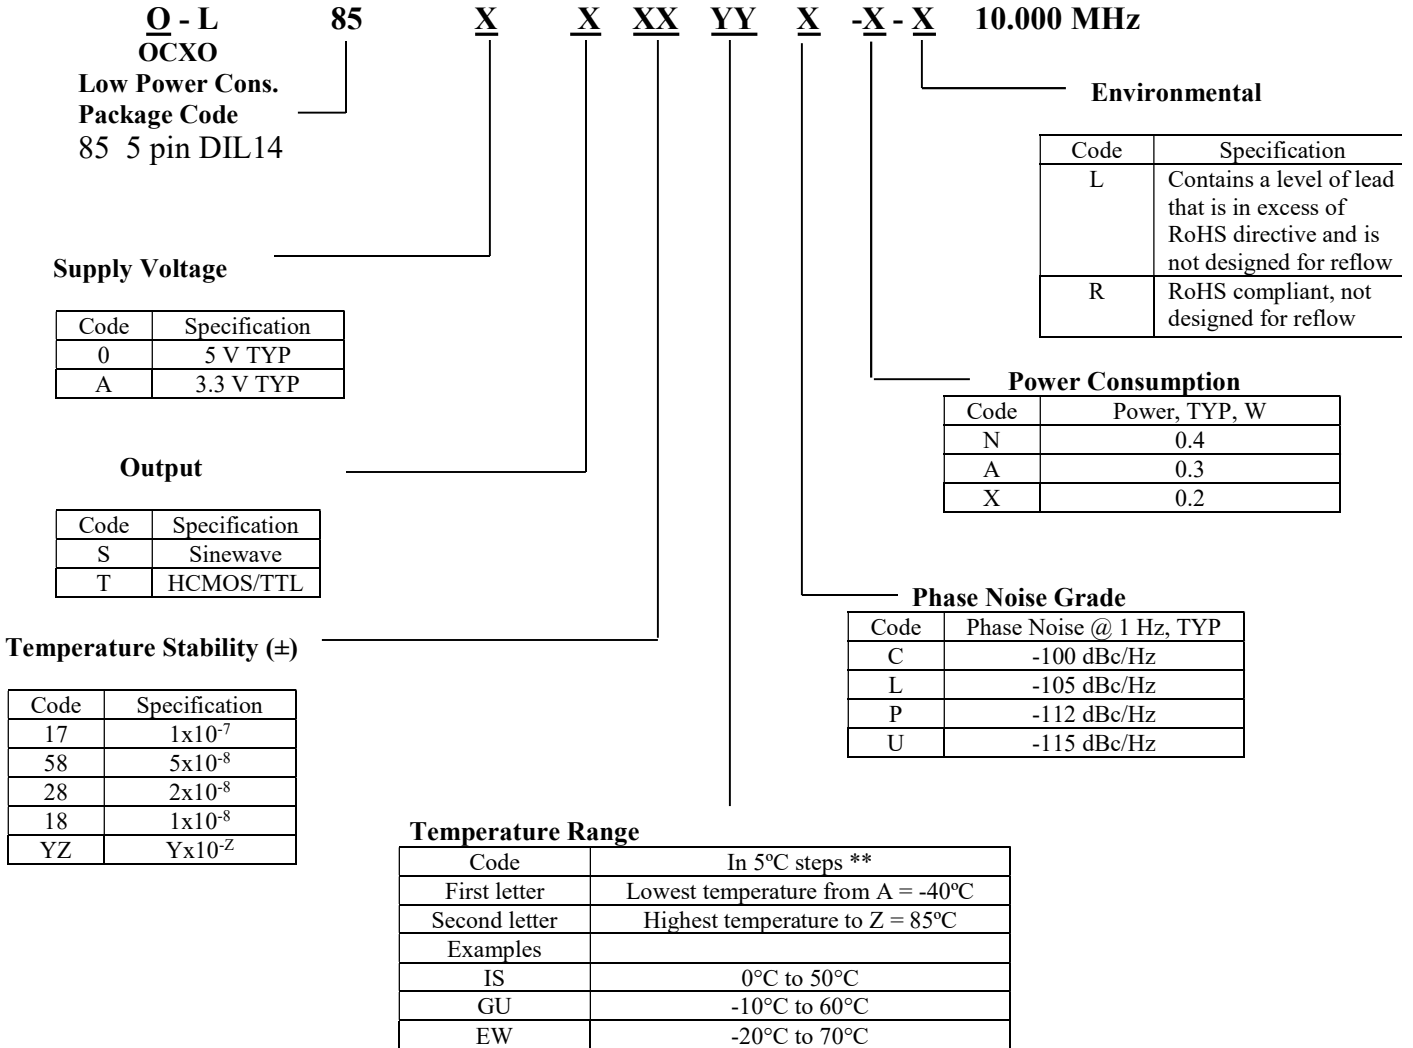 O - L 85 X X XX YY X -X - X 10.000 MHz
OCXO
Low Power Cons.
Package Code
85 5 pin DIL14
Environmental
Code Specification
L Contains a level of lead
that is in excess of
RoHS directive and is
not designed for reflow
R RoHS compliant, not
designed for reflow
Supply Voltage
Code Specification
0 5 V TYP
A 3.3 V TYP
Power Consumption
Code Power, TYP, W
N 0.4
A 0.3
X 0.2
Output
Code Specification
S Sinewave
T HCMOS/TTL
Phase Noise Grade
Code Phase Noise @ 1 Hz, TYP
C -100 dBc/Hz
L -105 dBc/Hz
P -112 dBc/Hz
U -115 dBc/Hz
Temperature Stability (±)
Code Specification
17 1x10⁻⁷
58 5x10⁻⁸
28 2x10⁻⁸
18 1x10⁻⁸
YZ Yx10⁻ᶻ
Temperature Range
Code In 5ºC steps **
First letter Lowest temperature from A = -40ºC
Second letter Highest temperature to Z = 85ºC
Examples
IS 0°C to 50°C
GU -10°C to 60°C
EW -20°C to 70°C